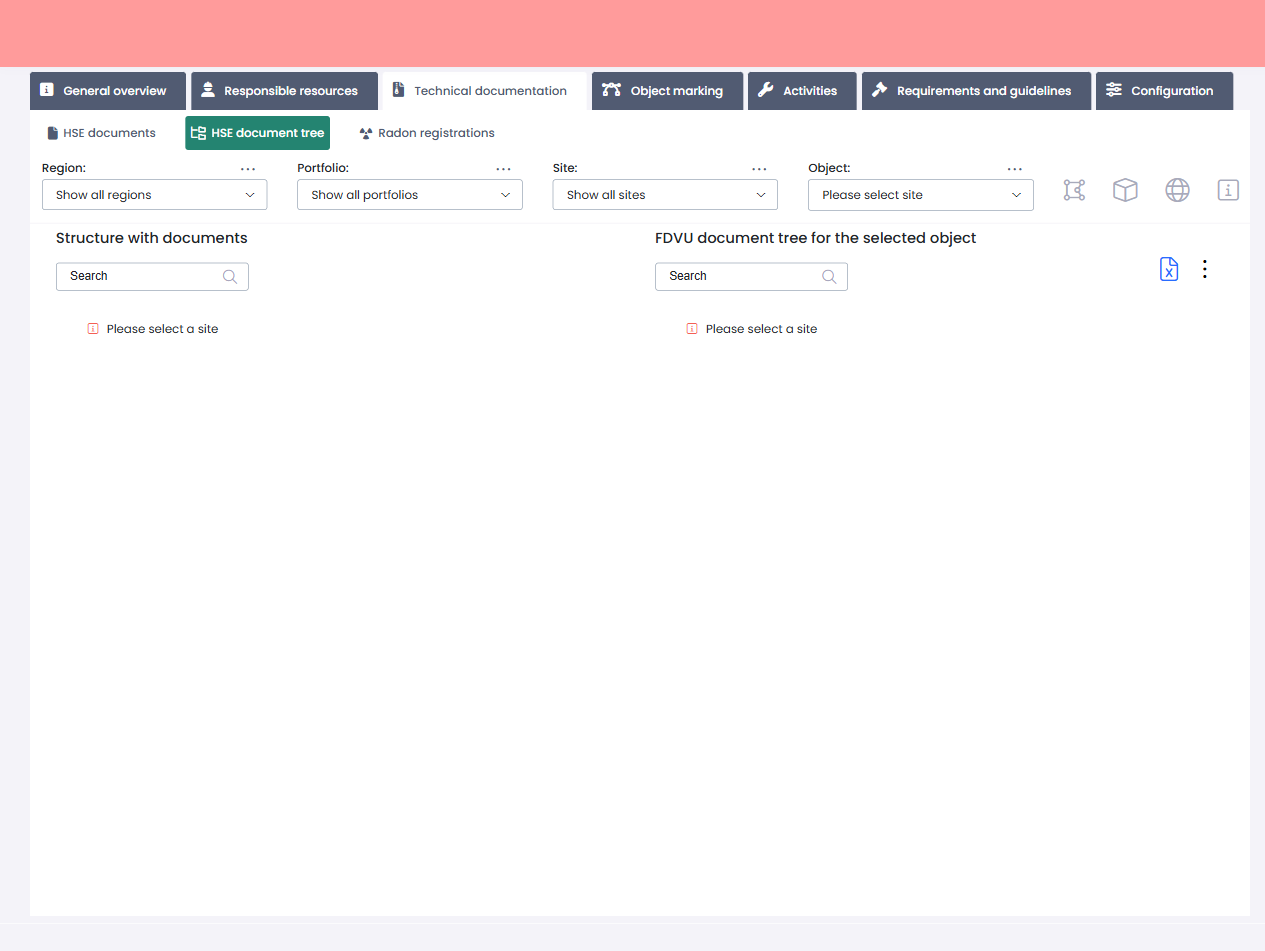 General overview Responsible resources Technical documentation Object marking Activities Requirements and guidelines Configuration
HSE documents HSE document tree Radon registrations
Region: ... Portfolio: ... Site: ... Object: ...
Show all regions Show all portfolios Show all sites Please select site
Structure with documents FDVU document tree for the selected object
Search Search
Please select a site Please select a site